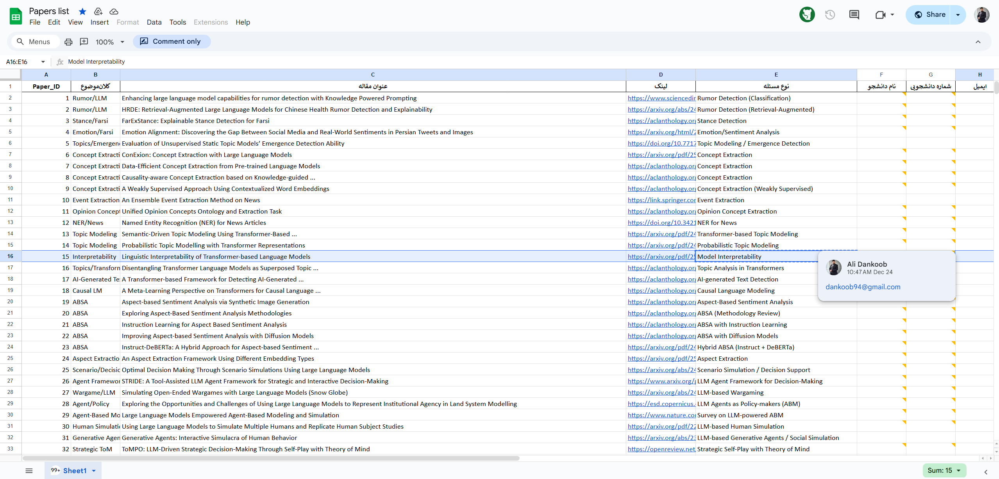 Papers list
File Edit View Insert Format Data Tools Extensions Help
Share
Menus 100% Comment only
A16:E16 fx Model Interpretability
A B C D E F G H
1 Paper_ID کلان‌موضوع عنوان مقاله لینک نوع مسئله نام دانشجو شماره دانشجویی ایمیل
2 1 Rumor/LLM Enhancing large language model capabilities for rumor detection with Knowledge Powered Prompting https://www.sciencedir Rumor Detection (Classification)
3 2 Rumor/LLM HRDE: Retrieval-Augmented Large Language Models for Chinese Health Rumor Detection and Explainability https://arxiv.org/abs/24 Rumor Detection (Retrieval-Augmented)
4 3 Stance/Farsi FarExStance: Explainable Stance Detection for Farsi https://aclanthology.org Stance Detection
5 4 Emotion/Farsi Emotion Alignment: Discovering the Gap Between Social Media and Real-World Sentiments in Persian Tweets and Images https://arxiv.org/html/2 Emotion/Sentiment Analysis
6 5 Topics/Emergen Evaluation of Unsupervised Static Topic Models’ Emergence Detection Ability https://doi.org/10.7717 Topic Modeling / Emergence Detection
7 6 Concept Extracti ConExion: Concept Extraction with Large Language Models https://arxiv.org/pdf/25 Concept Extraction
8 7 Concept Extracti Data-Efficient Concept Extraction from Pre-trained Language Models https://aclanthology.org Concept Extraction
9 8 Concept Extracti Causality-aware Concept Extraction based on Knowledge-guided ... https://aclanthology.org Concept Extraction
10 9 Concept Extracti A Weakly Supervised Approach Using Contextualized Word Embeddings https://aclanthology.org Concept Extraction (Weakly Supervised)
11 10 Event Extraction An Ensemble Event Extraction Method on News https://link.springer.cor Event Extraction
12 11 Opinion Concept Unified Opinion Concepts Ontology and Extraction Task https://aclanthology.org Opinion Concept Extraction
13 12 NER/News Named Entity Recognition (NER) for News Articles https://doi.org/10.3421 NER for News
14 13 Topic Modeling Semantic-Driven Topic Modeling Using Transformer-Based ... https://arxiv.org/pdf/24 Transformer-based Topic Modeling
15 14 Topic Modeling Probabilistic Topic Modelling with Transformer Representations https://arxiv.org/pdf/24 Probabilistic Topic Modeling
16 15 Interpretability Linguistic Interpretability of Transformer-based Language Models https://arxiv.org/pdf/25 Model Interpretability
17 16 Topics/Transforn Disentangling Transformer Language Models as Superposed Topic ... https://aclanthology.org Topic Analysis in Transformers
18 17 AI-Generated Te: A Transformer-based Framework for Detecting AI-Generated ... https://aclanthology.org AI-generated Text Detection
19 18 Causal LM A Meta-Learning Perspective on Transformers for Causal Language ... https://aclanthology.org Causal Language Modeling
20 19 ABSA Aspect-based Sentiment Analysis via Synthetic Image Generation https://aclanthology.org Aspect-Based Sentiment Analysis
21 20 ABSA Exploring Aspect-Based Sentiment Analysis Methodologies https://aclanthology.org ABSA (Methodology Review)
22 21 ABSA Instruction Learning for Aspect Based Sentiment Analysis https://aclanthology.org ABSA with Instruction Learning
23 22 ABSA Improving Aspect-based Sentiment Analysis with Diffusion Models https://aclanthology.org ABSA with Diffusion Models
24 23 ABSA Instruct-DeBERTa: A Hybrid Approach for Aspect-based Sentiment ... https://arxiv.org/pdf/24 Hybrid ABSA (Instruct + DeBERTa)
25 24 Aspect Extractio An Aspect Extraction Framework Using Different Embedding Types https://arxiv.org/pdf/25 Aspect Extraction
26 25 Scenario/Decisic Optimal Decision Making Through Scenario Simulations Using Large Language Models https://arxiv.org/abs/24 Scenario Simulation / Decision Support
27 26 Agent Framewor STRIDE: A Tool-Assisted LLM Agent Framework for Strategic and Interactive Decision-Making https://www.arxiv.org/p LLM Agent Framework for Decision-Making
28 27 Wargame/LLM Simulating Open-Ended Wargames with Large Language Models (Snow Globe) https://arxiv.org/abs/24 LLM-based Wargaming
29 28 Agent/Policy Exploring the Opportunities and Challenges of Using Large Language Models to Represent Institutional Agency in Land System Modelling https://esd.copernicus. LLM Agents as Policy-makers (ABM)
30 29 Agent-Based Mo Large Language Models Empowered Agent-Based Modeling and Simulation https://www.nature.cor Survey on LLM-powered ABM
31 30 Human Simulatic Using Large Language Models to Simulate Multiple Humans and Replicate Human Subject Studies https://arxiv.org/pdf/22 LLM-based Human Simulation
32 31 Generative Agen Generative Agents: Interactive Simulacra of Human Behavior https://arxiv.org/abs/23 LLM-based Generative Agents / Social Simulation
33 32 Strategic ToM ToMPO: LLM-Driven Strategic Decision-Making Through Self-Play with Theory of Mind https://openreview.net Strategic Self-Play with Theory of Mind
Ali Dankoob
10:47 AM Dec 24
dankoob94@gmail.com
99+ Sheet1 Sum: 15